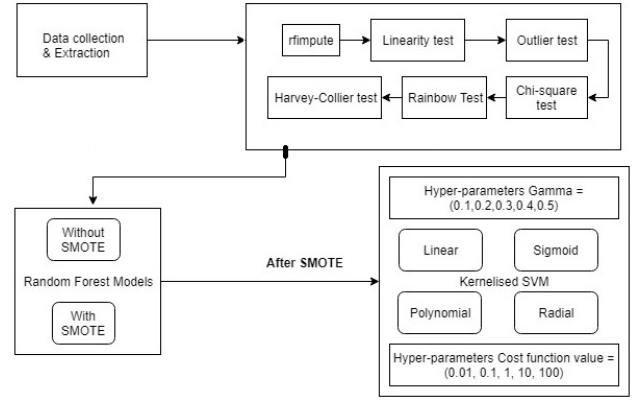 Data collection
& Extraction
rfimpute
Linearity test
Outlier test
Chi-square
test
Rainbow Test
Harvey-Collier test
Without
SMOTE
Random Forest Models
With
SMOTE
After SMOTE
Hyper-parameters Gamma =
(0.1,0.2,0.3,0.4,0.5)
Linear
Sigmoid
Kernelised SVM
Polynomial
Radial
Hyper-parameters Cost function value =
(0.01, 0.1, 1, 10, 100)